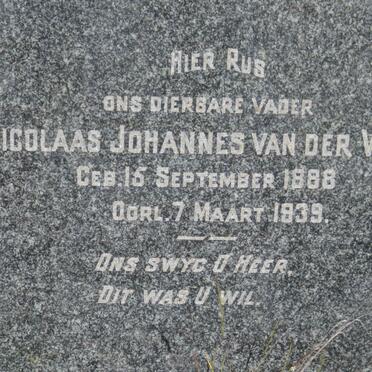 HIER RUS
ONS DIERBARE VADER
ICOLAAS JOHANNES VAN DER
GEB. 15 SEPTEMBER 1888
OORL. 7 MAART 1939.
ONS SWYG O HEER,
DIT WAS U WIL.